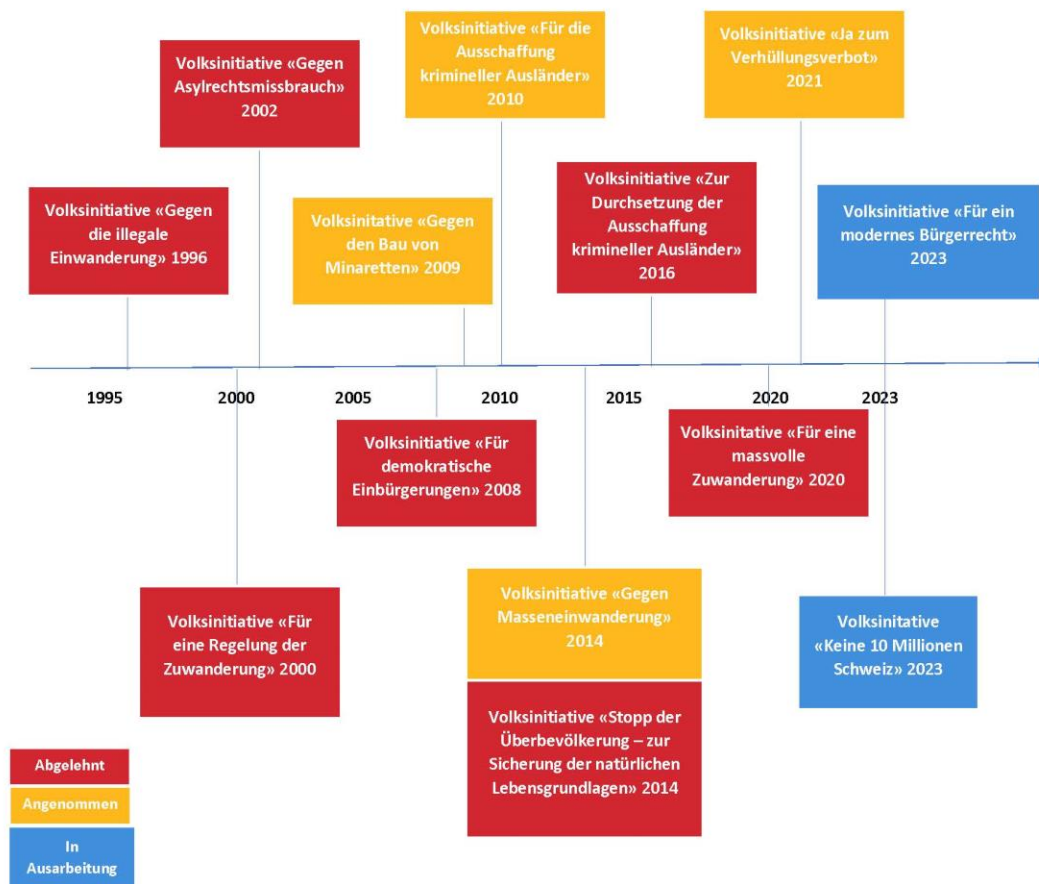 Volksinitiative «Gegen
Asylrechtsmissbrauch»
2002
Volksinitiative «Für die
Ausschaffung
krimineller Ausländer»
2010
Volksinitiative «Ja zum
Verhüllungsverbot»
2021
Volksinitiative «Gegen
die illegale
Einwanderung» 1996
Volksinitative «Gegen
den Bau von
Minaretten» 2009
Volksinitiative «Zur
Durchsetzung der
Ausschaffung
krimineller Ausländer»
2016
Volksinitiative «Für ein
modernes Bürgerrecht»
2023
1995 2000 2005 2010 2015 2020 2023
Volksinitiative «Für
demokratische
Einbürgerungen» 2008
Volksinitative «Für eine
massvolle
Zuwanderung» 2020
Volksinitiative «Für
eine Regelung der
Zuwanderung» 2000
Volksinitiative «Gegen
Masseneinwanderung»
2014
Volksinitiative «Stopp der
Überbevölkerung – zur
Sicherung der natürlichen
Lebensgrundlagen» 2014
Volksinitative
«Keine 10 Millionen
Schweiz» 2023
Abgelehnt
Angenommen
In
Ausarbeitung